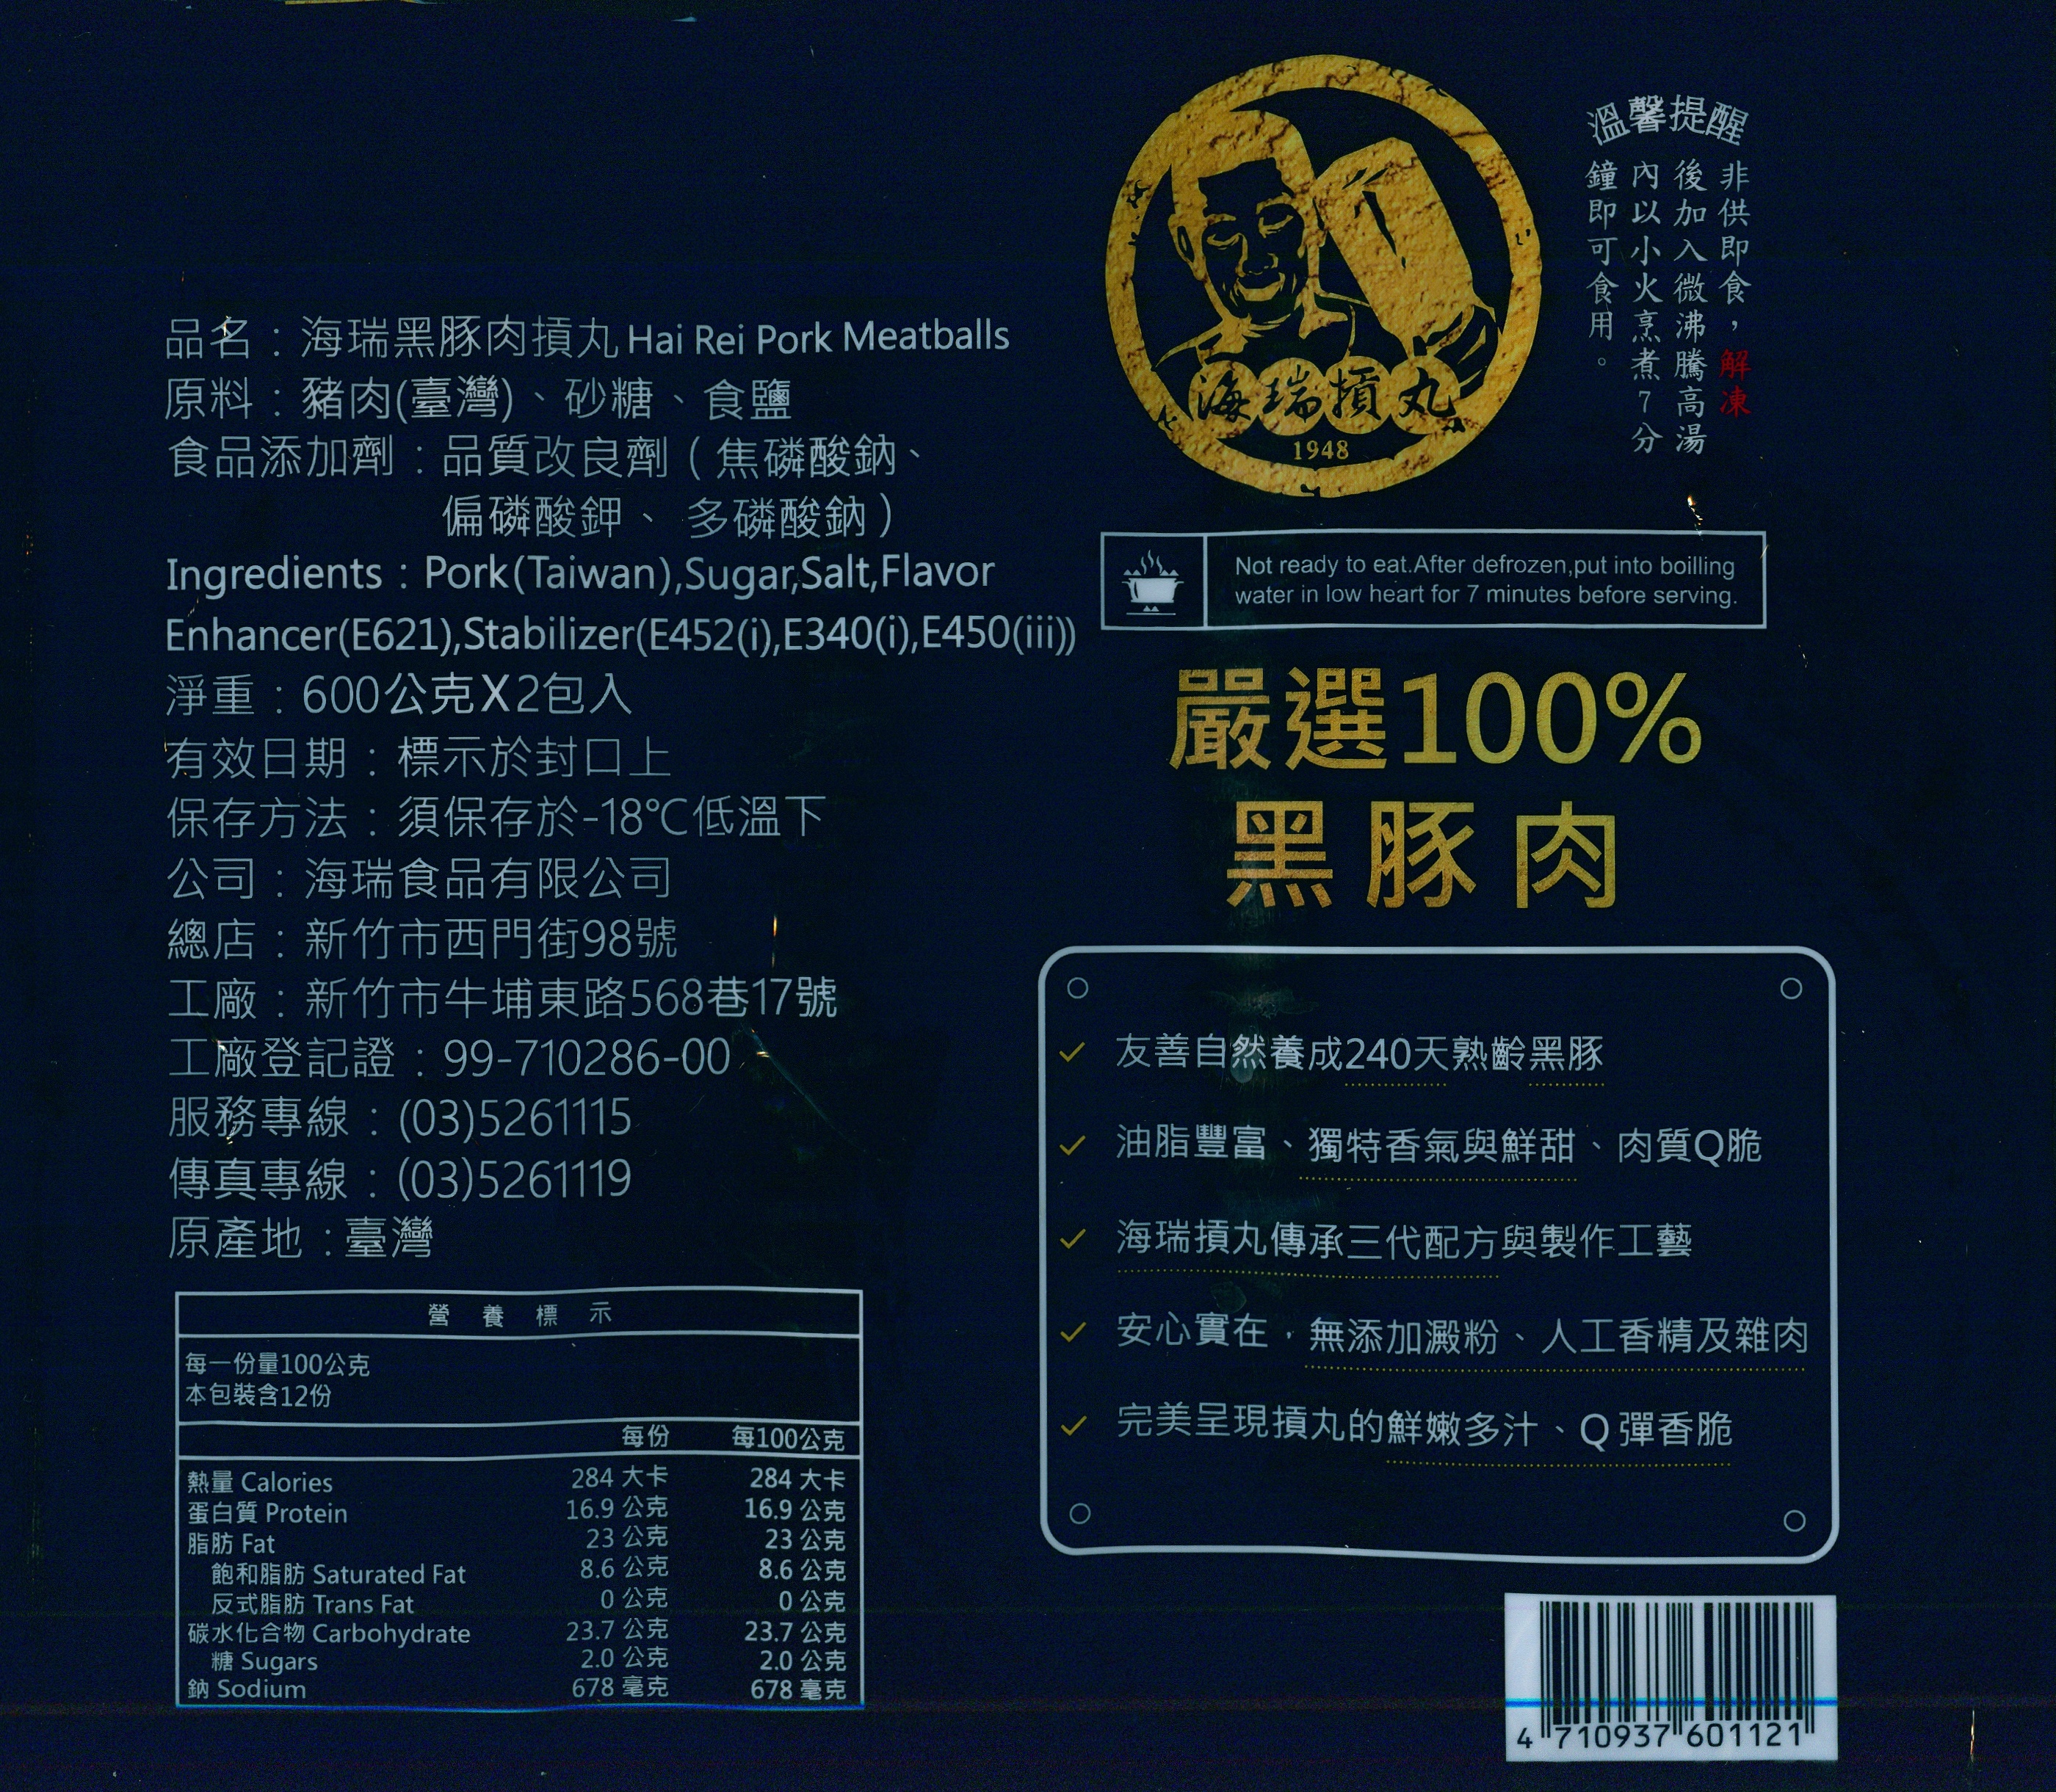 品名：海瑞黑豚肉摃丸 Hai Rei Pork Meatballs
原料：豬肉(臺灣)、砂糖、食鹽
食品添加劑：品質改良劑（焦磷酸鈉、
偏磷酸鉀、多磷酸鈉）
Ingredients：Pork(Taiwan),Sugar,Salt,Flavor
Enhancer(E621),Stabilizer(E452(i),E340(i),E450(iii))
淨重：600公克X2包入
有效日期：標示於封口上
保存方法：須保存於-18℃低溫下
公司：海瑞食品有限公司
總店：新竹市西門街98號
工廠：新竹市牛埔東路568巷17號
工廠登記證：99-710286-00
服務專線：(03)5261115
傳真專線：(03)5261119
原產地：臺灣
營養標示
每一份量100公克
本包裝含12份
每份 每100公克
熱量 Calories 284 大卡 284 大卡
蛋白質 Protein 16.9 公克 16.9 公克
脂肪 Fat 23 公克 23 公克
飽和脂肪 Saturated Fat 8.6 公克 8.6 公克
反式脂肪 Trans Fat 0 公克 0 公克
碳水化合物 Carbohydrate 23.7 公克 23.7 公克
糖 Sugars 2.0 公克 2.0 公克
鈉 Sodium 678 毫克 678 毫克
海瑞摃丸
1948
溫馨提醒
非供即食，解凍
後加入微沸騰高湯
內以小火烹煮7分
鐘即可食用。
Not ready to eat.After defrozen,put into boilling
water in low heart for 7 minutes before serving.
嚴選100%
黑豚肉
友善自然養成240天熟齡黑豚
油脂豐富、獨特香氣與鮮甜、肉質Q脆
海瑞摃丸傳承三代配方與製作工藝
安心實在，無添加澱粉、人工香精及雜肉
完美呈現摃丸的鮮嫩多汁、Q彈香脆
4 710937 601121